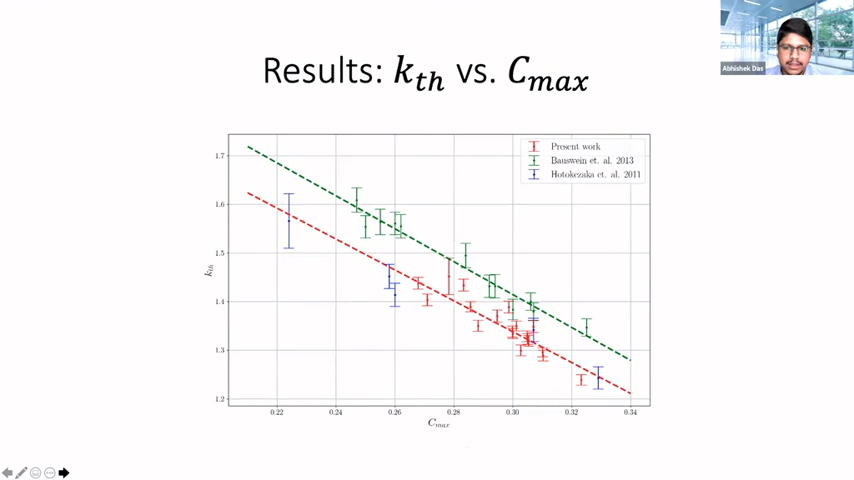 Abhishek Das
Results: k_th vs. C_max
Present work
Bauswein et. al. 2013
Hotokezaka et. al. 2011
1.7
1.6
1.5
1.4
1.3
1.2
k_th
0.22 0.24 0.26 0.28 0.30 0.32 0.34
C_max